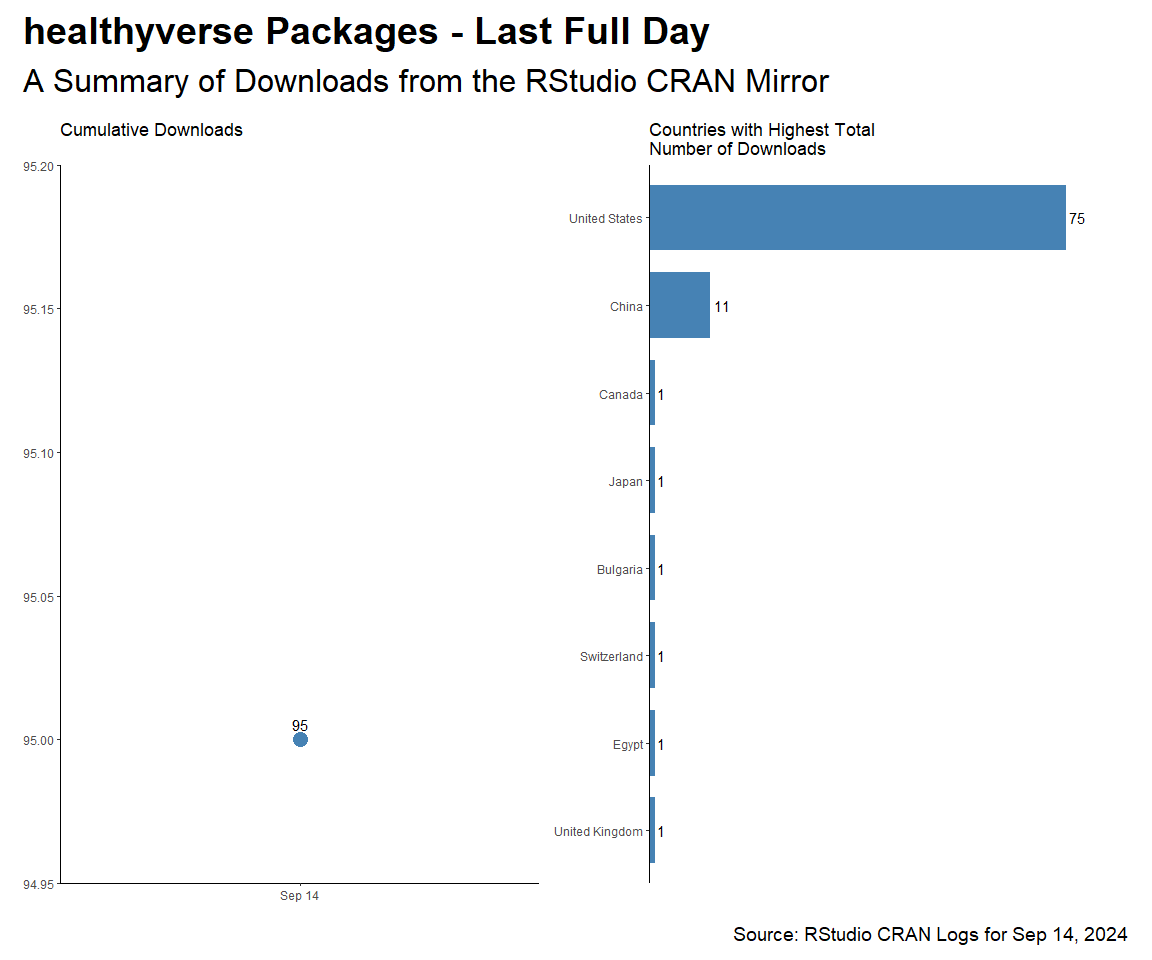 healthyverse Packages - Last Full Day
A Summary of Downloads from the RStudio CRAN Mirror
Cumulative Downloads
95.20
95.15
95.10
95.05
95.00
94.95
95
Sep 14
Countries with Highest Total
Number of Downloads
United States 75
China 11
Canada 1
Japan 1
Bulgaria 1
Switzerland 1
Egypt 1
United Kingdom 1
Source: RStudio CRAN Logs for Sep 14, 2024